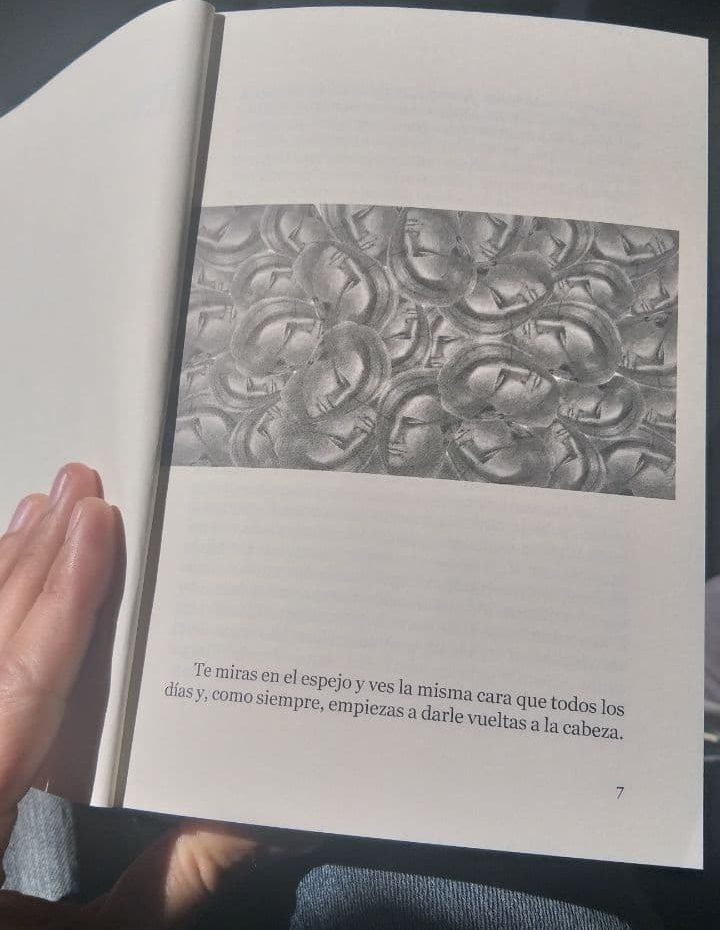 Te miras en el espejo y ves la misma cara que todos los
días y, como siempre, empiezas a darle vueltas a la cabeza.
7